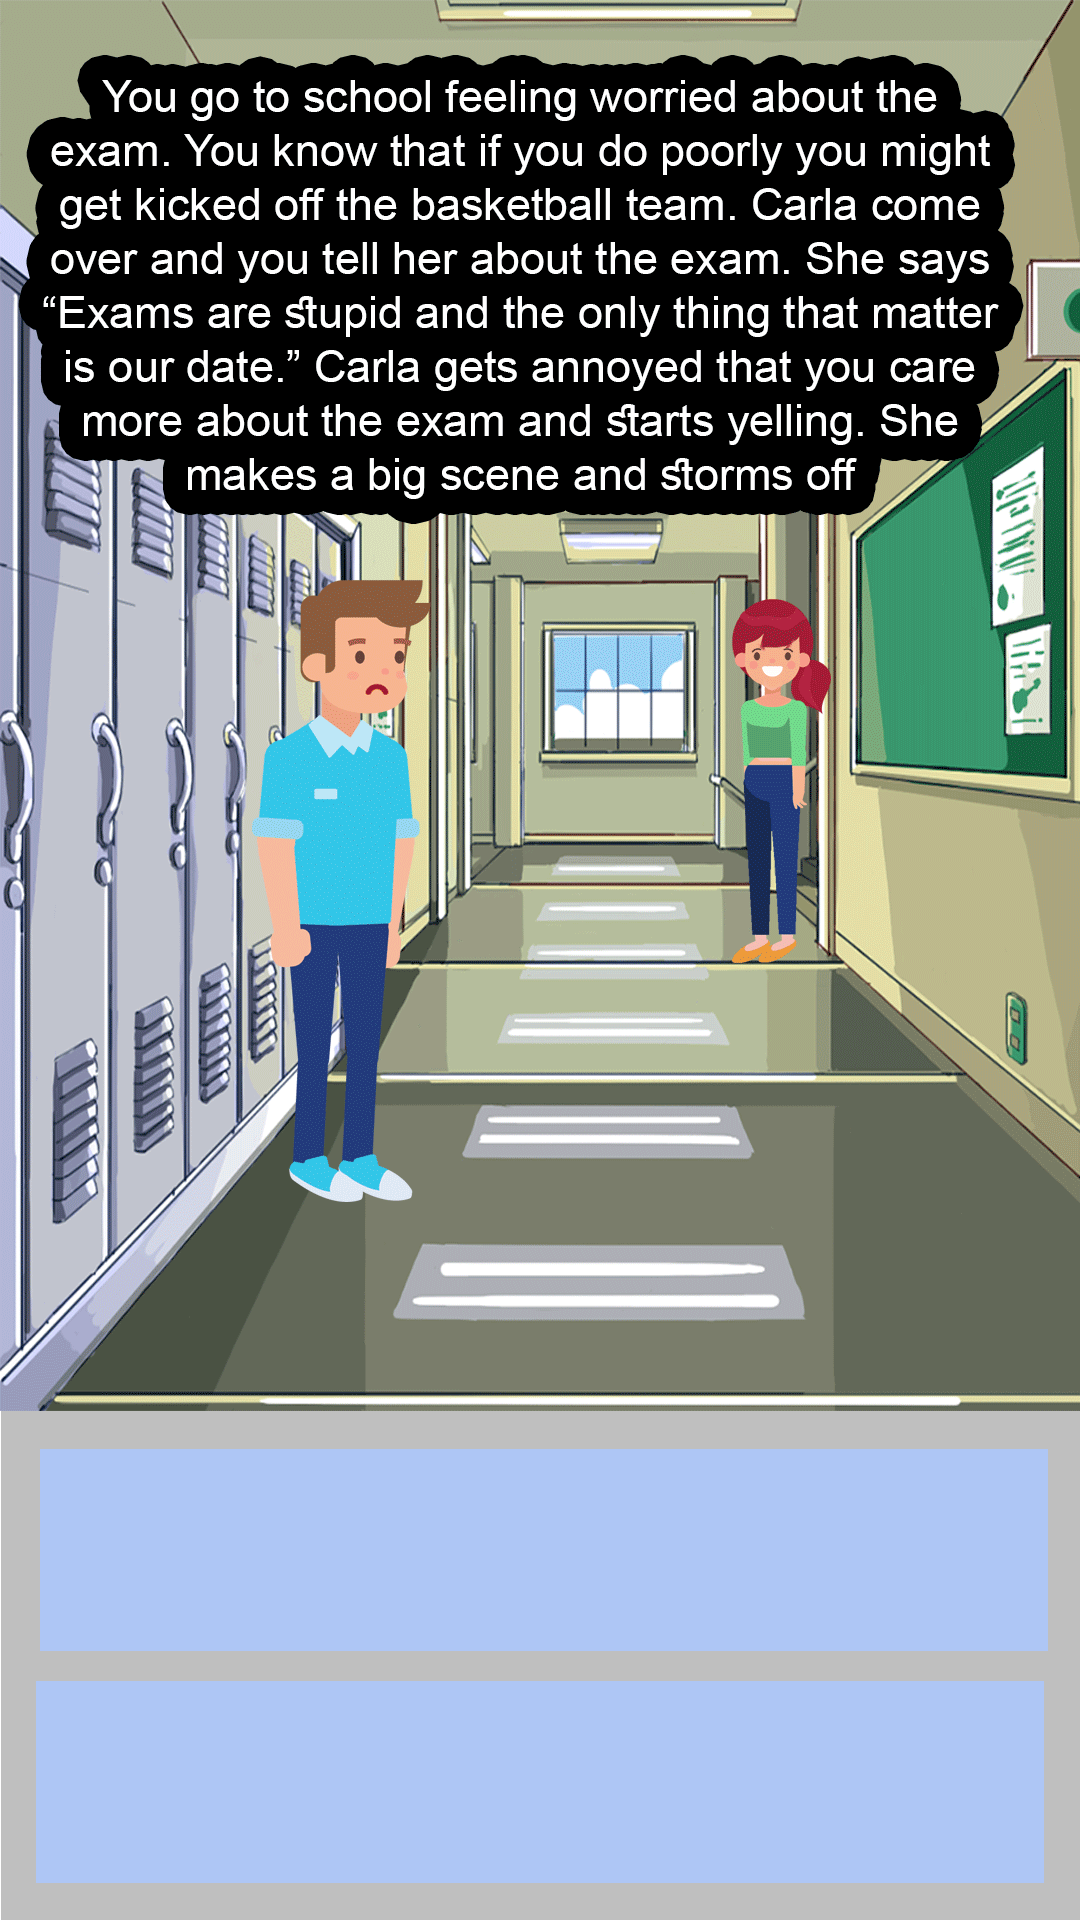 You go to school feeling worried about the
exam. You know that if you do poorly you might
get kicked off the basketball team. Carla come
over and you tell her about the exam. She says
“Exams are stupid and the only thing that matter
is our date.” Carla gets annoyed that you care
more about the exam and starts yelling. She
makes a big scene and storms off